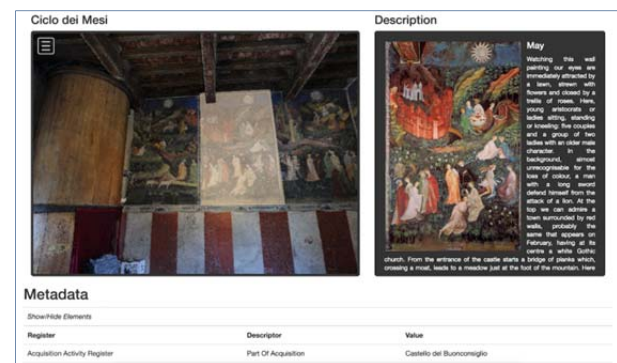 Ciclo dei Mesi
Description
May
Watching this wall
painting our eyes are
immediately attracted by
a lawn, strewn with
flowers and closed by a
trellis of roses. Here,
young aristocrats or
ladies sitting, standing
or kneeling: five couples
and a group of two
ladies with an older male
character. In the
background, almost
unrecognisable for the
loss of colour, a man
with a long sword
defend himself from the
attack of a lion. At the
top we can admire a
town surrounded by red
walls, probably the
same that appears on
February, having at its
centre a white Gothic
church. From the entrance of the castle starts a bridge of planks which,
crossing a moat, leads to a meadow just at the foot of the mountain. Here
Metadata
Show/Hide Elements
Register Descriptor Value
Acquisition Activity Register Part Of Acquisition Castello del Buonconsiglio